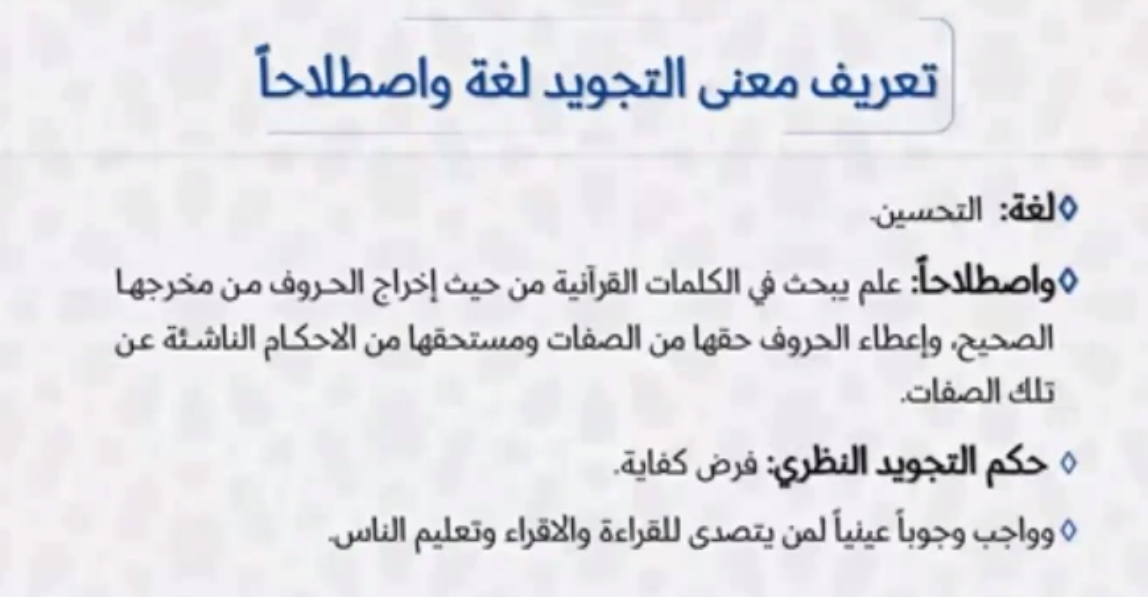 تعريف معنى التجويد لغة واصطلاحاً
◊لغة: التحسين.
◊واصطلاحاً: علم يبحث في الكلمات القرآنية من حيث إخراج الحروف من مخرجها
الصحيح، وإعطاء الحروف حقها من الصفات ومستحقها من الاحكام الناشئة عن
تلك الصفات.
◊ حكم التجويد النظري: فرض كفاية.
◊ وواجب وجوباً عينياً لمن يتصدى للقراءة والاقراء وتعليم الناس.